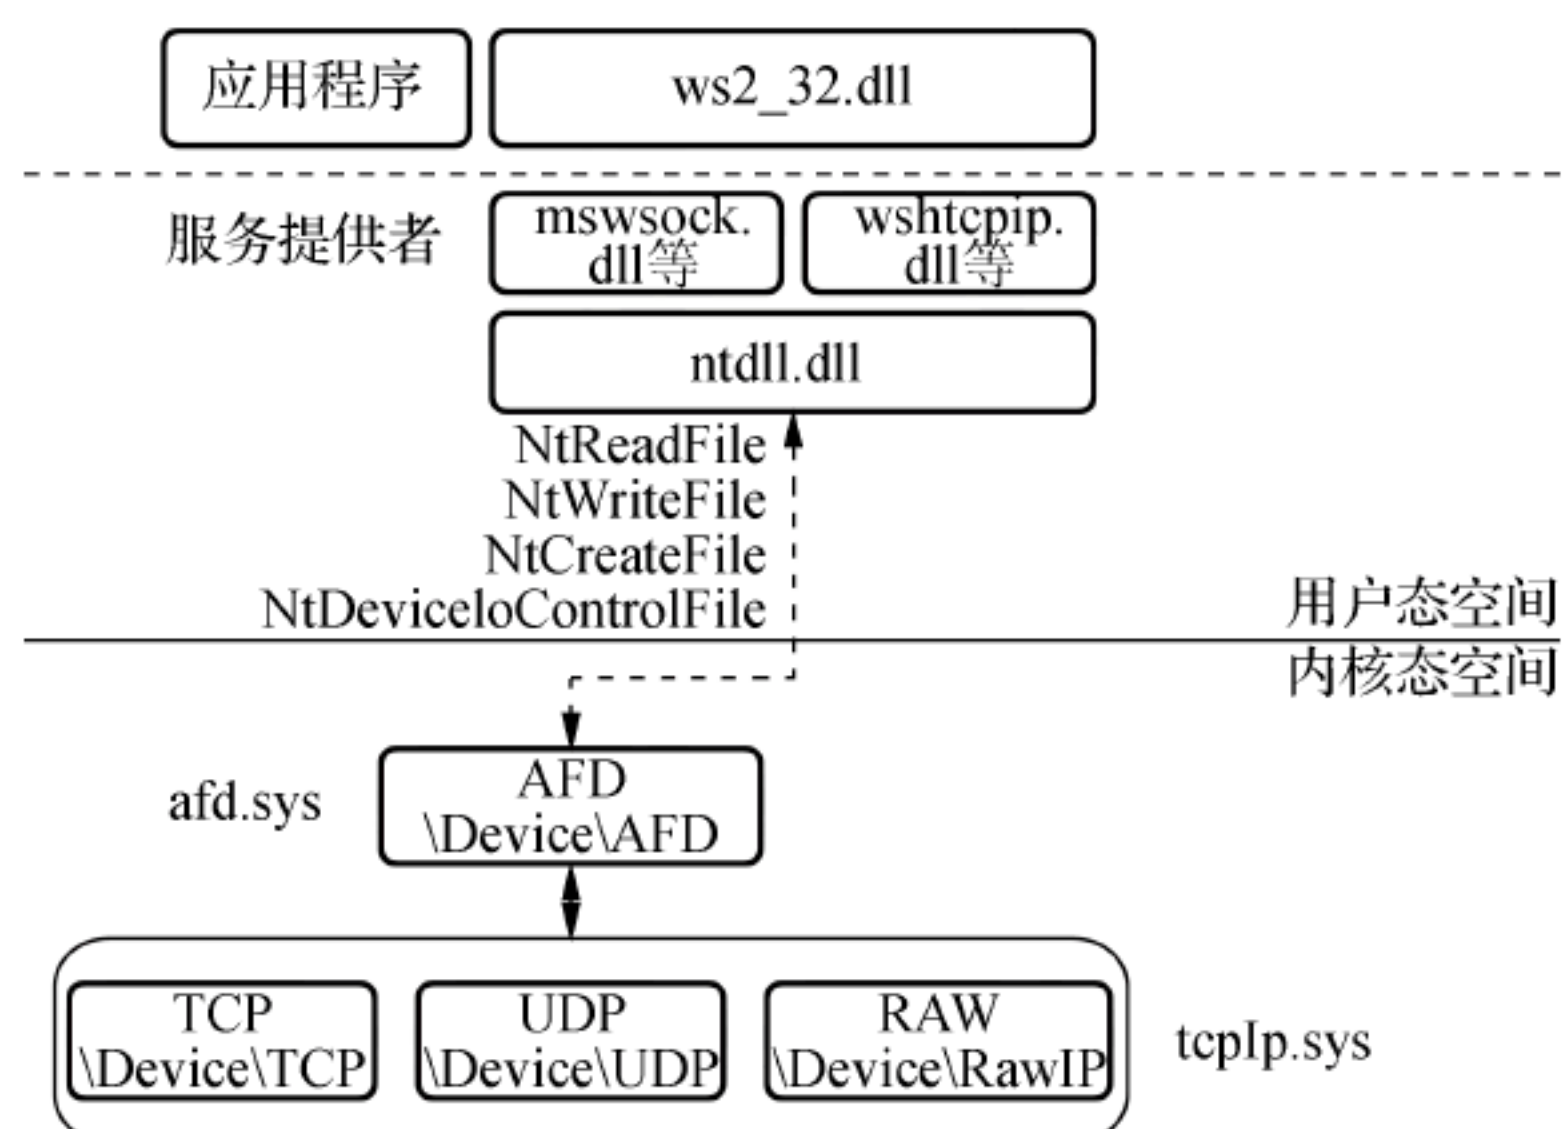 应用程序
ws2_32.dll
服务提供者
mswsock.
dll等
wshtcpip.
dll等
ntdll.dll
NtReadFile
NtWriteFile
NtCreateFile
NtDeviceIoControlFile
用户态空间
内核态空间
afd.sys
AFD
\Device\AFD
TCP
\Device\TCP
UDP
\Device\UDP
RAW
\Device\RawIP
tcpIp.sys